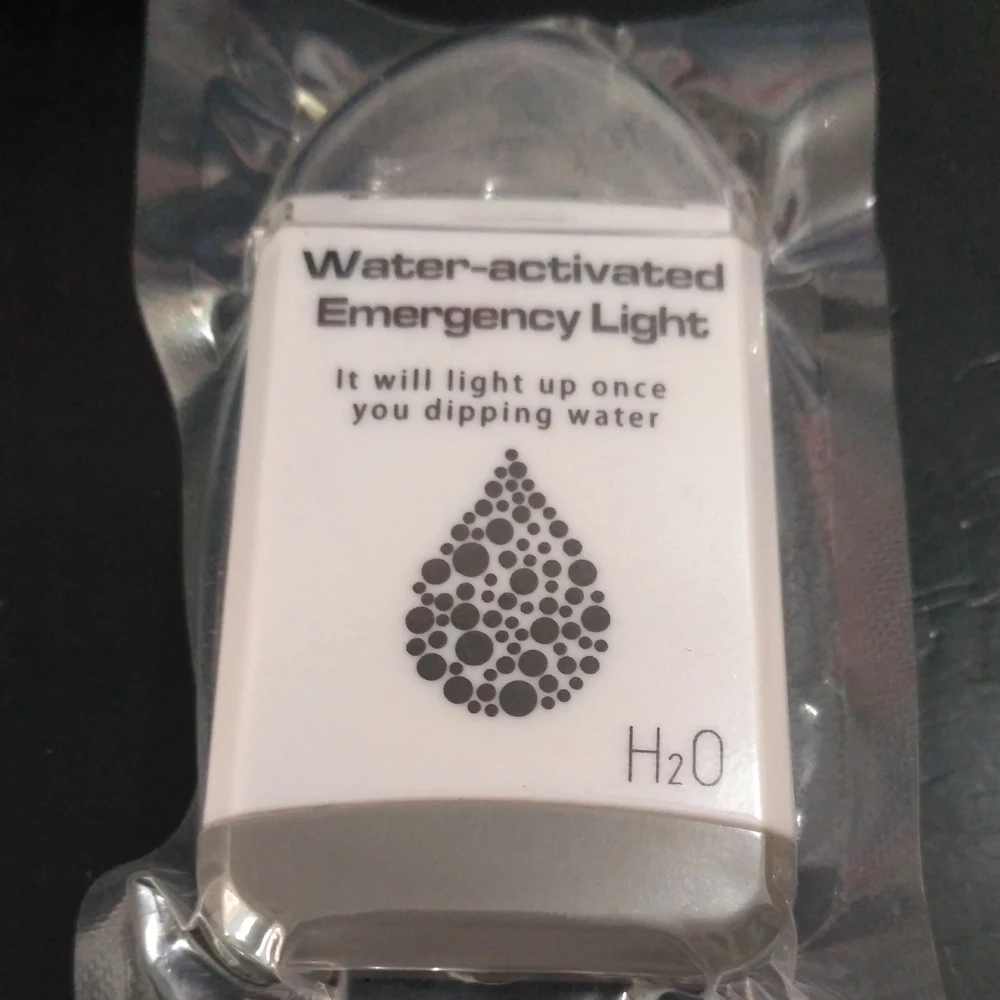 Water-activated
Emergency Light
It will light up once
you dipping water
H₂O